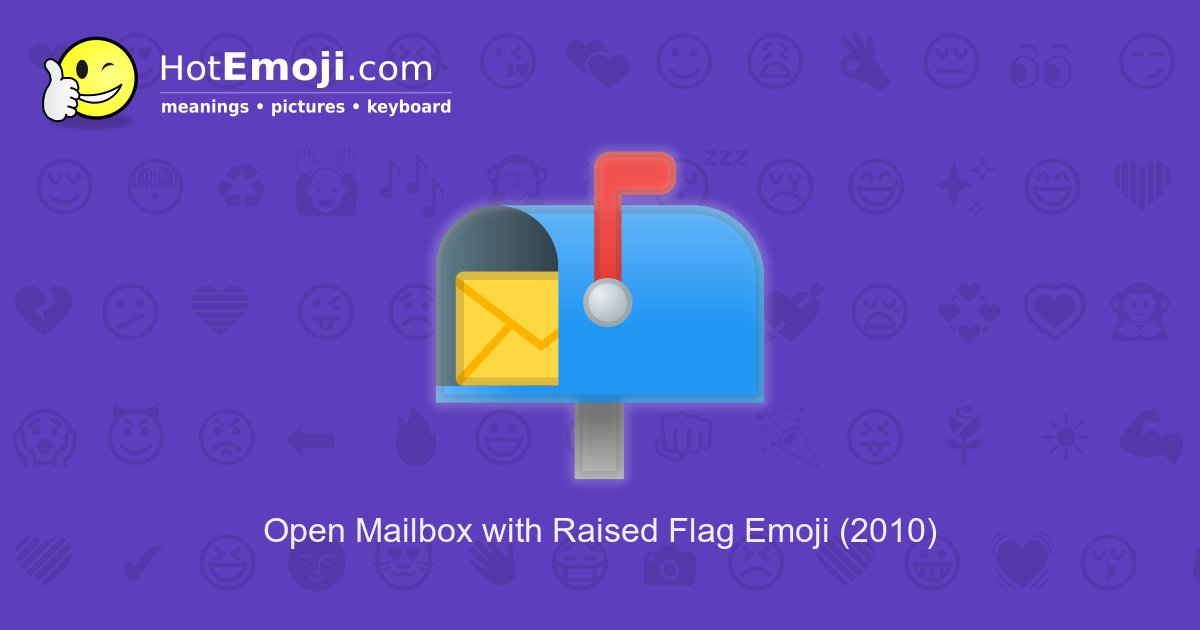 HotEmoji.com
meanings • pictures • keyboard
zzz
Open Mailbox with Raised Flag Emoji (2010)